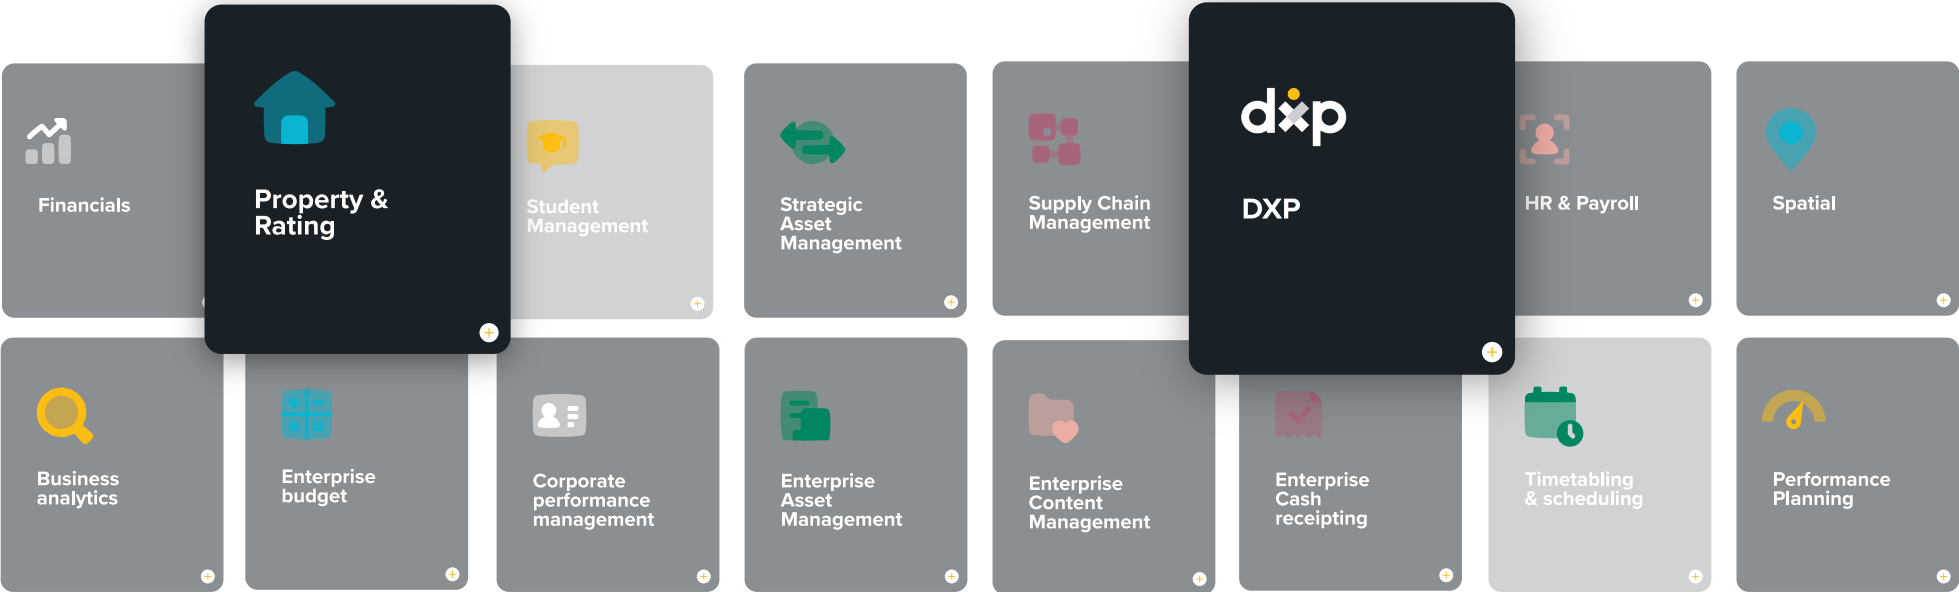 Financials
Property &
Rating
Student
Management
Strategic
Asset
Management
Supply Chain
Management
dxp
DXP
HR & Payroll
Spatial
Business
analytics
Enterprise
budget
Corporate
performance
management
Enterprise
Asset
Management
Enterprise
Content
Management
Enterprise
Cash
receipting
Timetabling
& scheduling
Performance
Planning